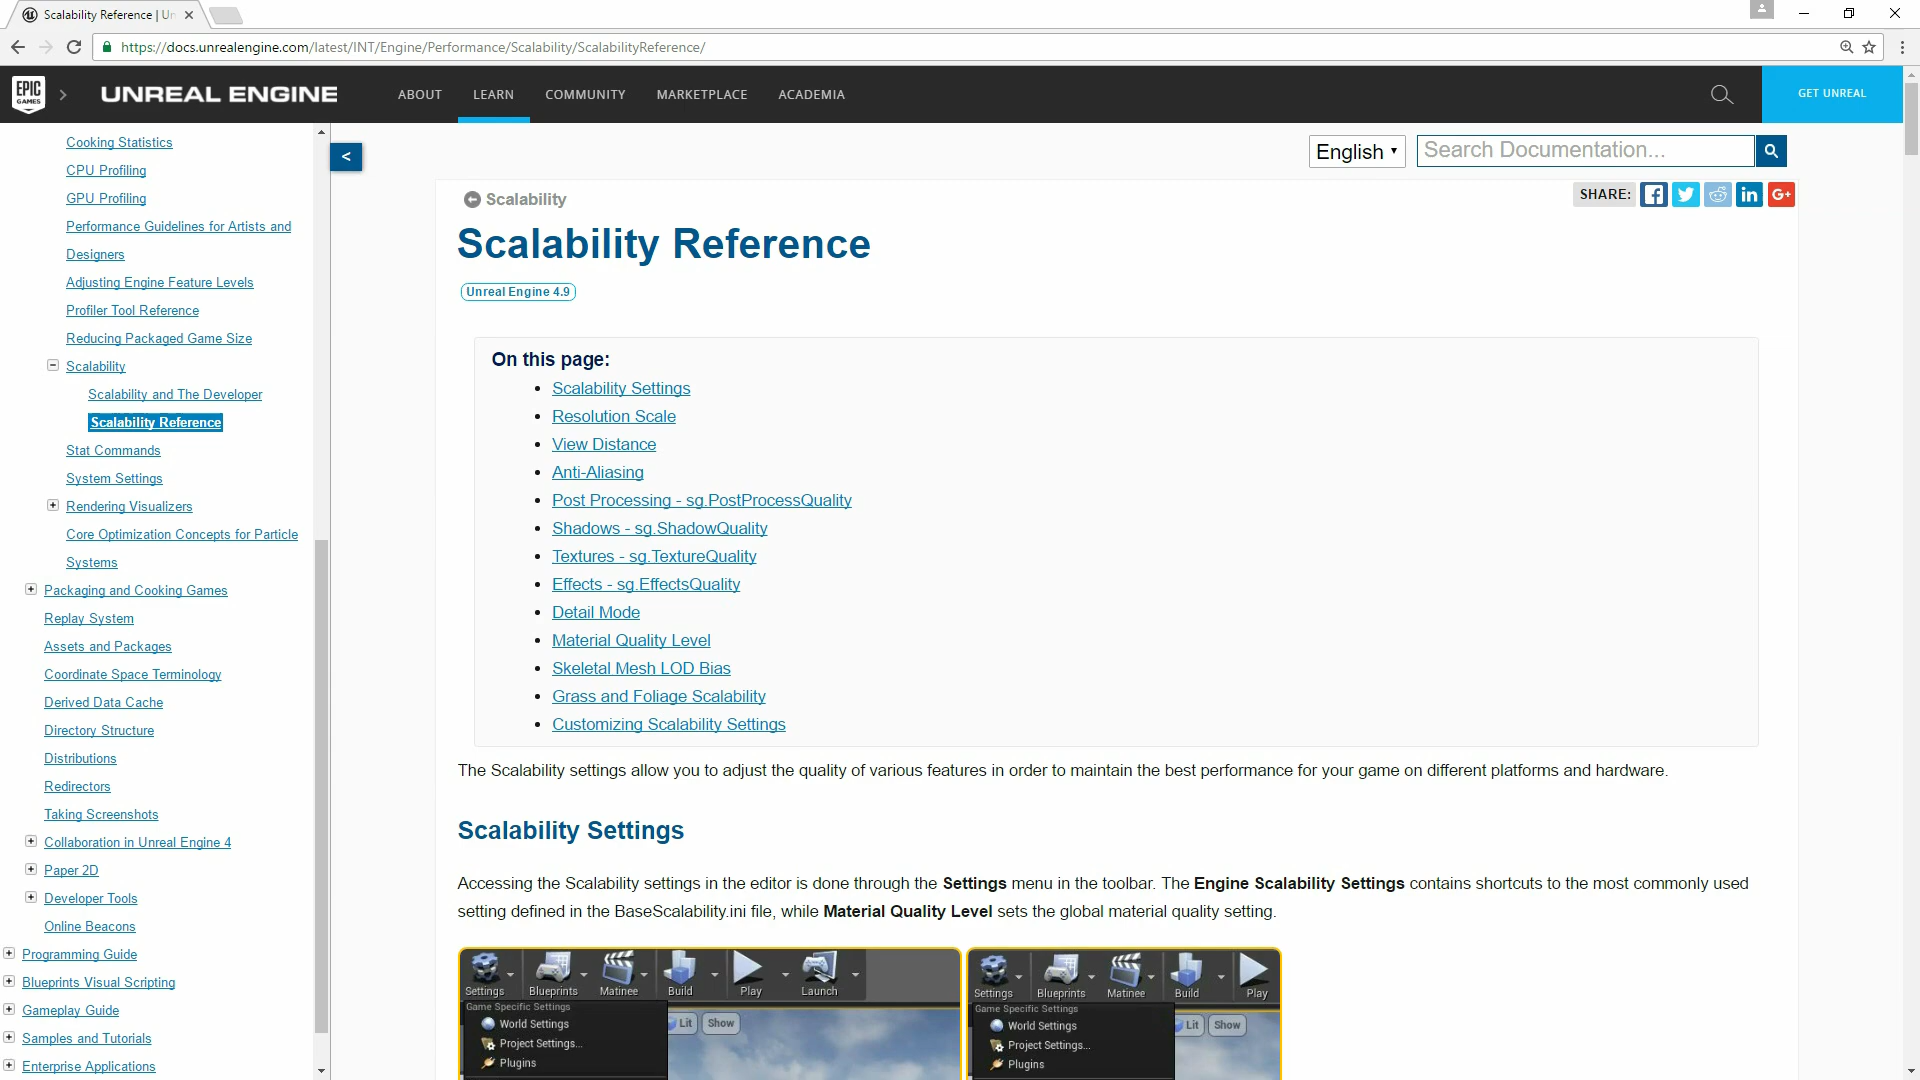 Scalability Reference | Un
https://docs.unrealengine.com/latest/INT/Engine/Performance/Scalability/ScalabilityReference/
EPIC GAMES
UNREAL ENGINE
ABOUT
LEARN
COMMUNITY
MARKETPLACE
ACADEMIA
GET UNREAL
Cooking Statistics
CPU Profiling
GPU Profiling
Performance Guidelines for Artists and
Designers
Adjusting Engine Feature Levels
Profiler Tool Reference
Reducing Packaged Game Size
Scalability
Scalability and The Developer
Scalability Reference
Stat Commands
System Settings
Rendering Visualizers
Core Optimization Concepts for Particle
Systems
Packaging and Cooking Games
Replay System
Assets and Packages
Coordinate Space Terminology
Derived Data Cache
Directory Structure
Distributions
Redirectors
Taking Screenshots
Collaboration in Unreal Engine 4
Paper 2D
Developer Tools
Online Beacons
Programming Guide
Blueprints Visual Scripting
Gameplay Guide
Samples and Tutorials
Enterprise Applications
<
English
Search Documentation...
Scalability
SHARE:
Scalability Reference
Unreal Engine 4.9
On this page:
• Scalability Settings
• Resolution Scale
• View Distance
• Anti-Aliasing
• Post Processing - sg.PostProcessQuality
• Shadows - sg.ShadowQuality
• Textures - sg.TextureQuality
• Effects - sg.EffectsQuality
• Detail Mode
• Material Quality Level
• Skeletal Mesh LOD Bias
• Grass and Foliage Scalability
• Customizing Scalability Settings
The Scalability settings allow you to adjust the quality of various features in order to maintain the best performance for your game on different platforms and hardware.
Scalability Settings
Accessing the Scalability settings in the editor is done through the Settings menu in the toolbar. The Engine Scalability Settings contains shortcuts to the most commonly used
setting defined in the BaseScalability.ini file, while Material Quality Level sets the global material quality setting.
Settings Blueprints Matinee Build Play Launch
Game Specific Settings
World Settings
Lit Show
Project Settings...
Plugins
Settings Blueprints Matinee Build Play
Game Specific Settings
World Settings
Lit Show
Project Settings...
Plugins